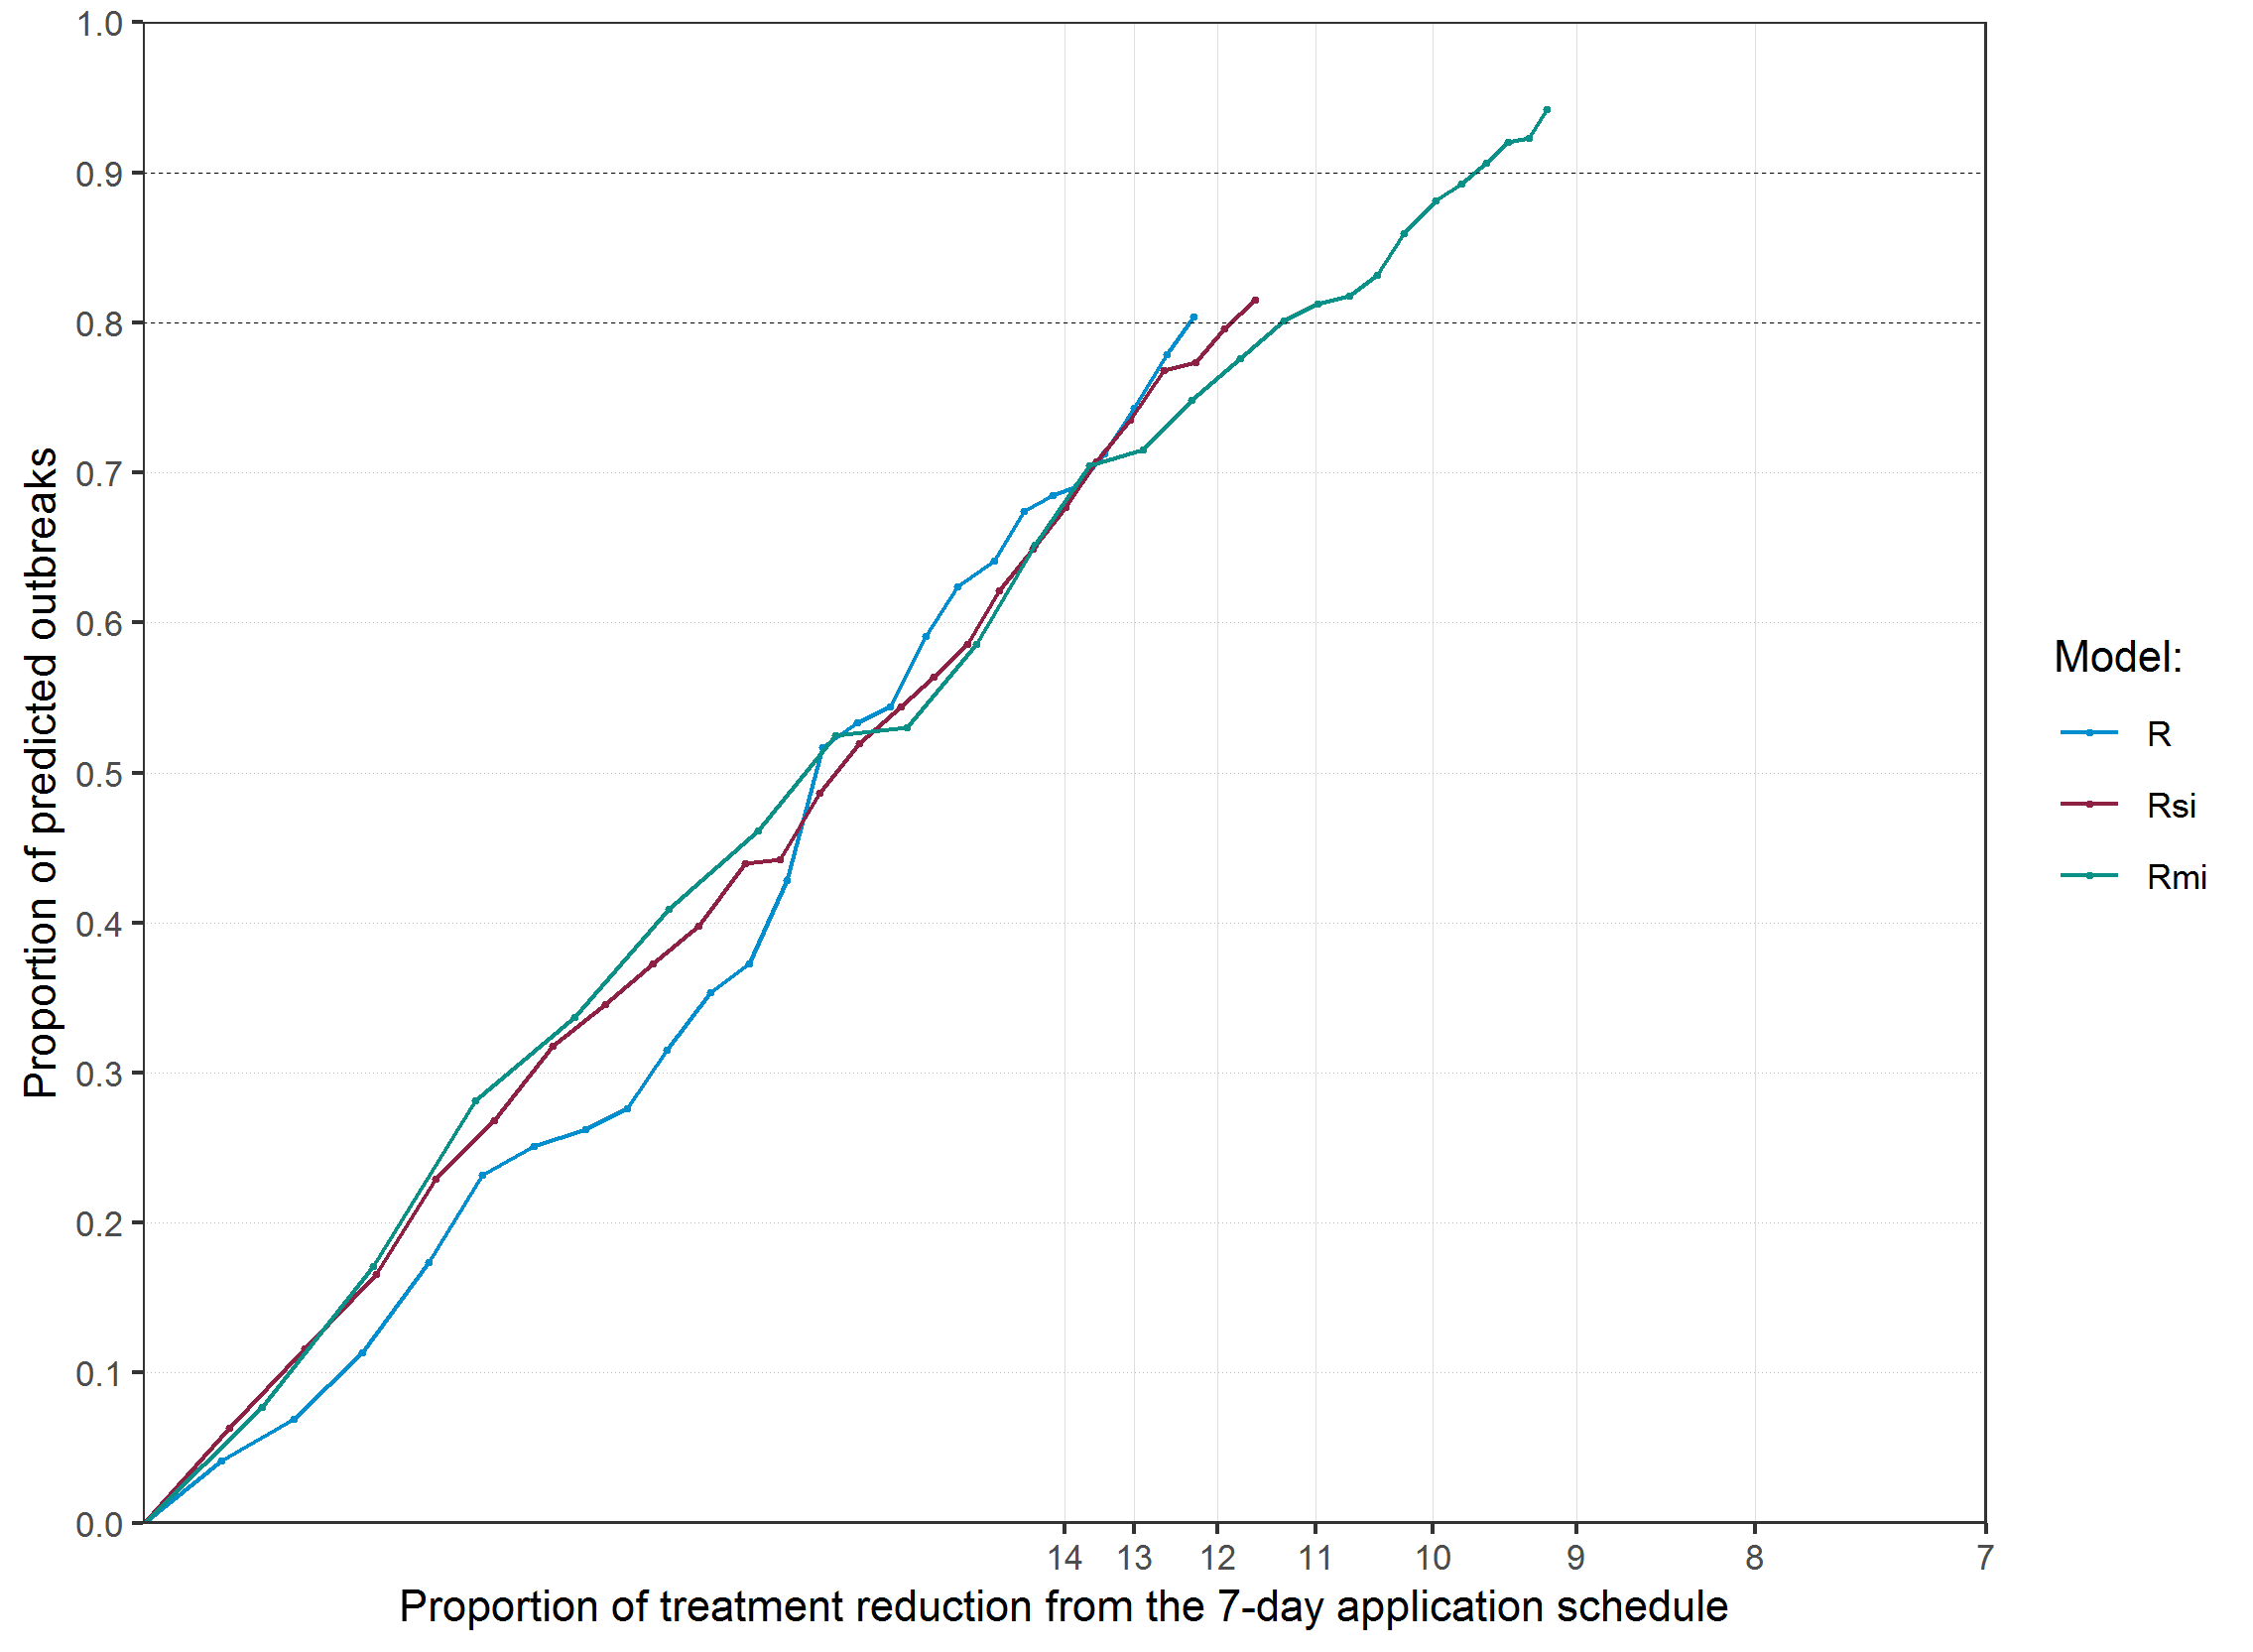 1.0
0.9
0.8
0.7
0.6
0.5
0.4
0.3
0.2
0.1
0.0
Proportion of predicted outbreaks
14 13 12 11 10 9 8 7
Proportion of treatment reduction from the 7-day application schedule
Model:
R
Rsi
Rmi